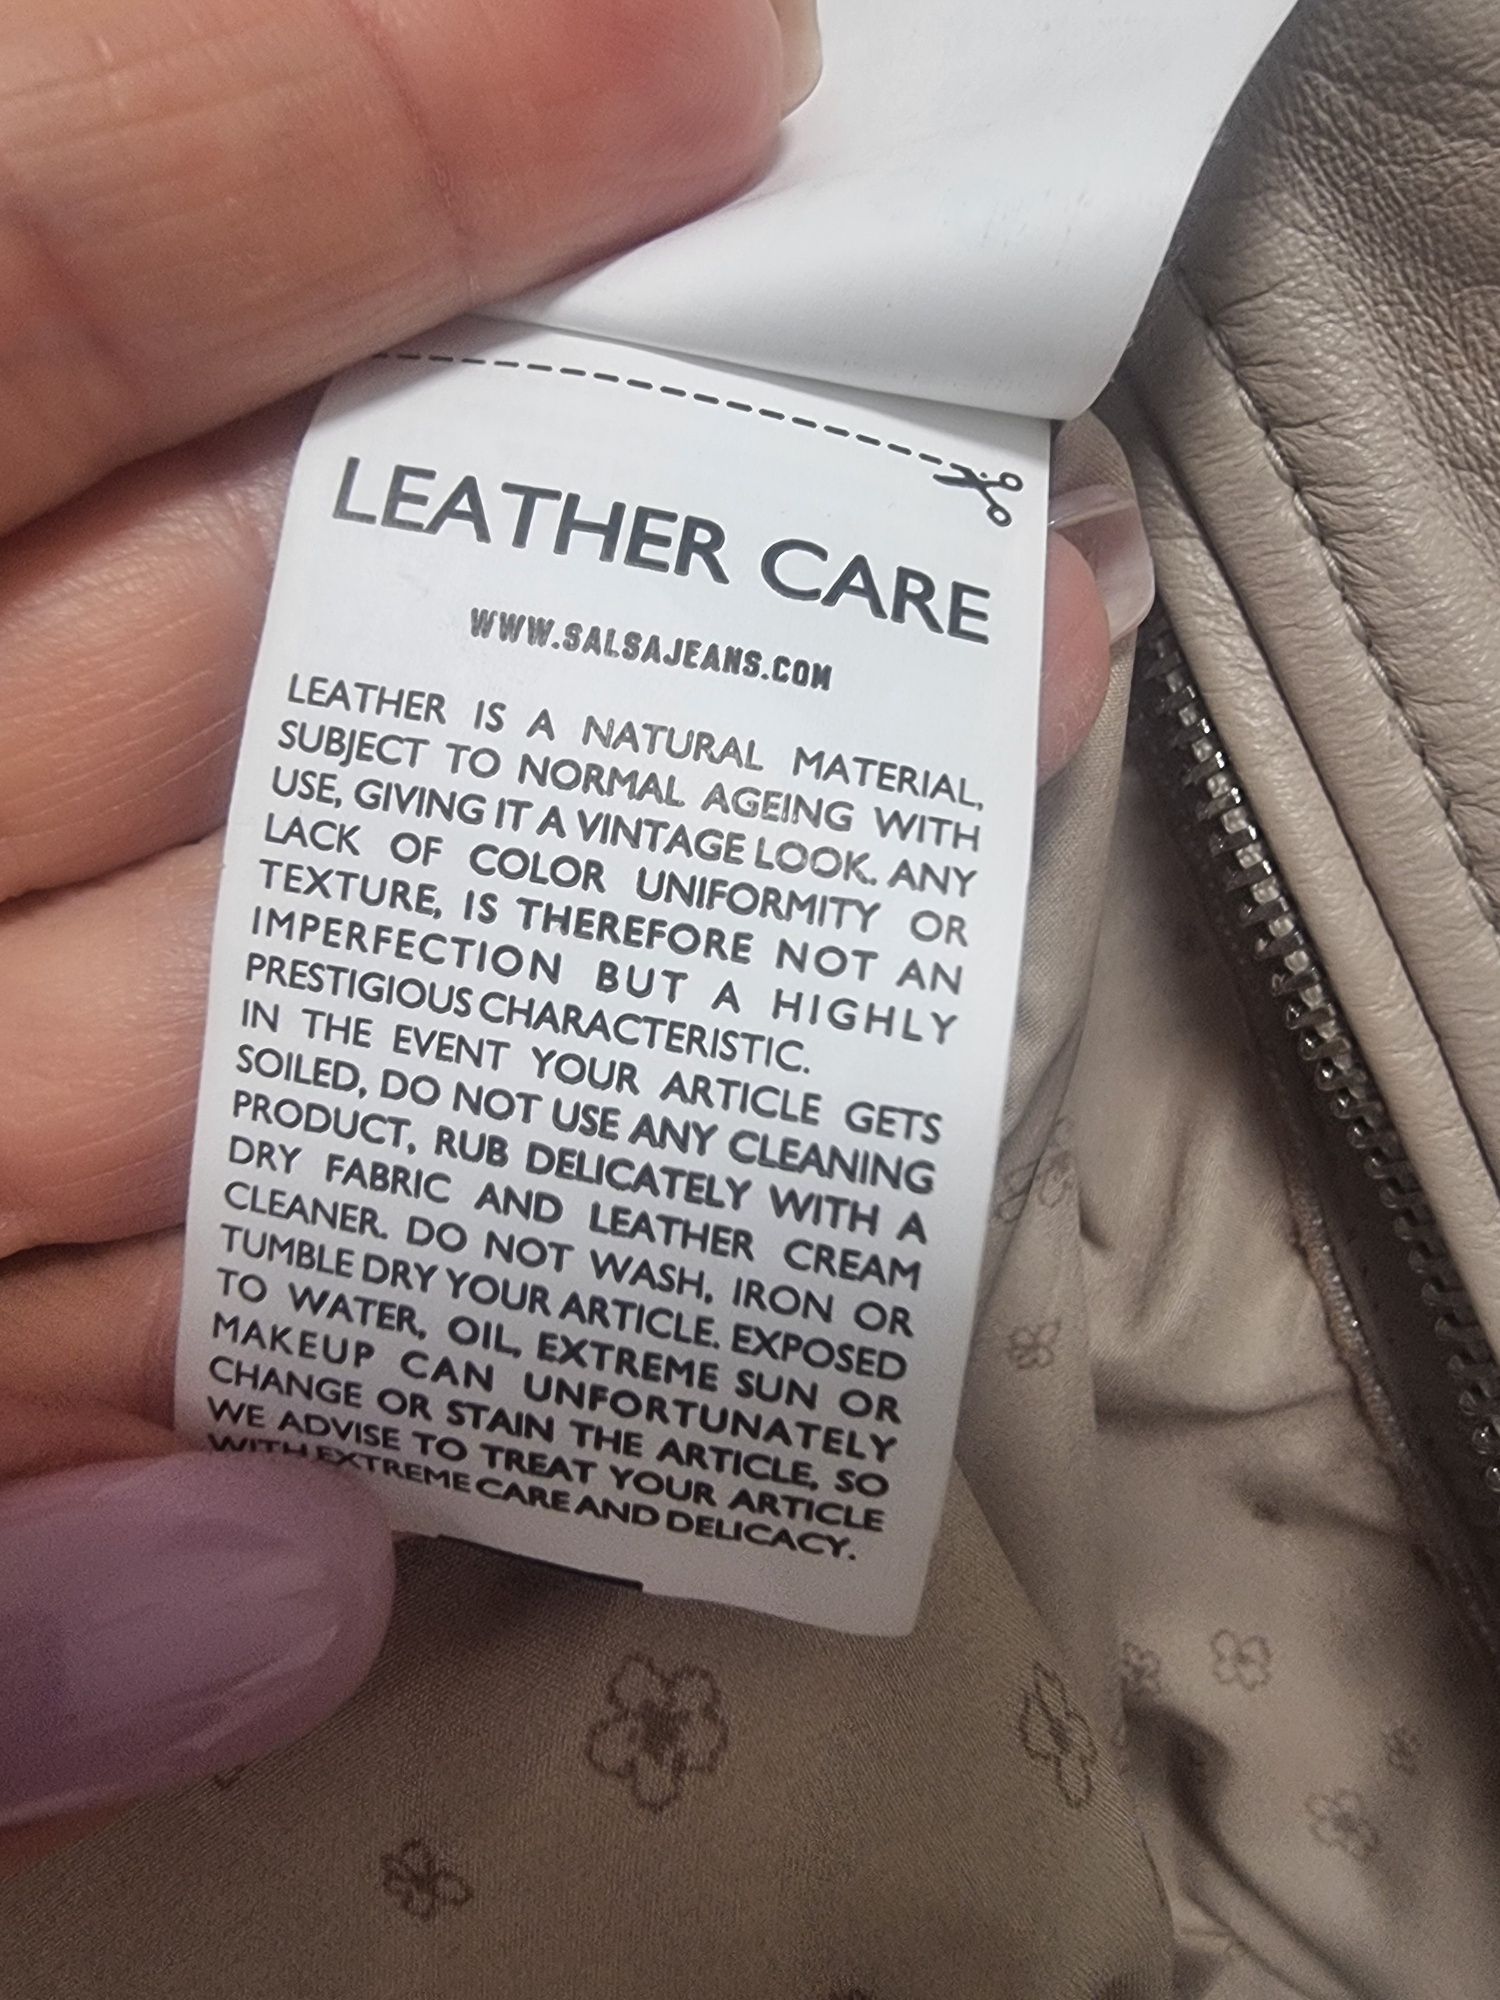 LEATHER CARE
WWW.SALSAJEANS.COM
LEATHER IS A NATURAL MATERIAL,
SUBJECT TO NORMAL AGEING WITH
USE, GIVING IT A VINTAGE LOOK. ANY
LACK OF COLOR UNIFORMITY OR
TEXTURE, IS THEREFORE NOT AN
IMPERFECTION BUT A HIGHLY
PRESTIGIOUS CHARACTERISTIC.
IN THE EVENT YOUR ARTICLE GETS
SOILED, DO NOT USE ANY CLEANING
PRODUCT, RUB DELICATELY WITH A
DRY FABRIC AND LEATHER CREAM
CLEANER. DO NOT WASH, IRON OR
TUMBLE DRY YOUR ARTICLE. EXPOSED
TO WATER, OIL, EXTREME SUN OR
MAKEUP CAN UNFORTUNATELY
CHANGE OR STAIN THE ARTICLE, SO
WE ADVISE TO TREAT YOUR ARTICLE
WITH EXTREME CARE AND DELICACY.